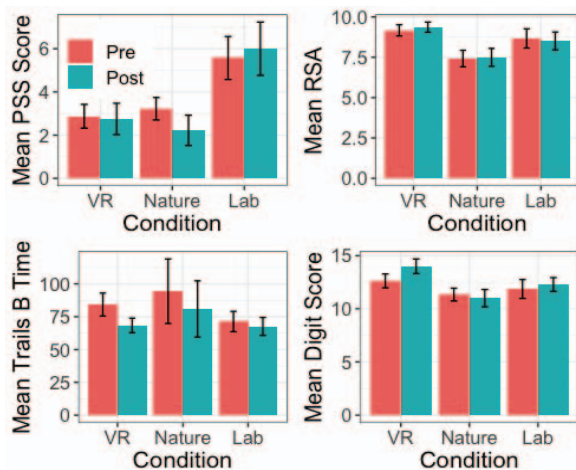 Mean PSS Score
6
4
2
0
Pre
Post
VR Nature Lab
Condition
Mean RSA
10.0
7.5
5.0
2.5
0.0
VR Nature Lab
Condition
Mean Trails B Time
100
75
50
25
0
VR Nature Lab
Condition
Mean Digit Score
15
10
5
0
VR Nature Lab
Condition